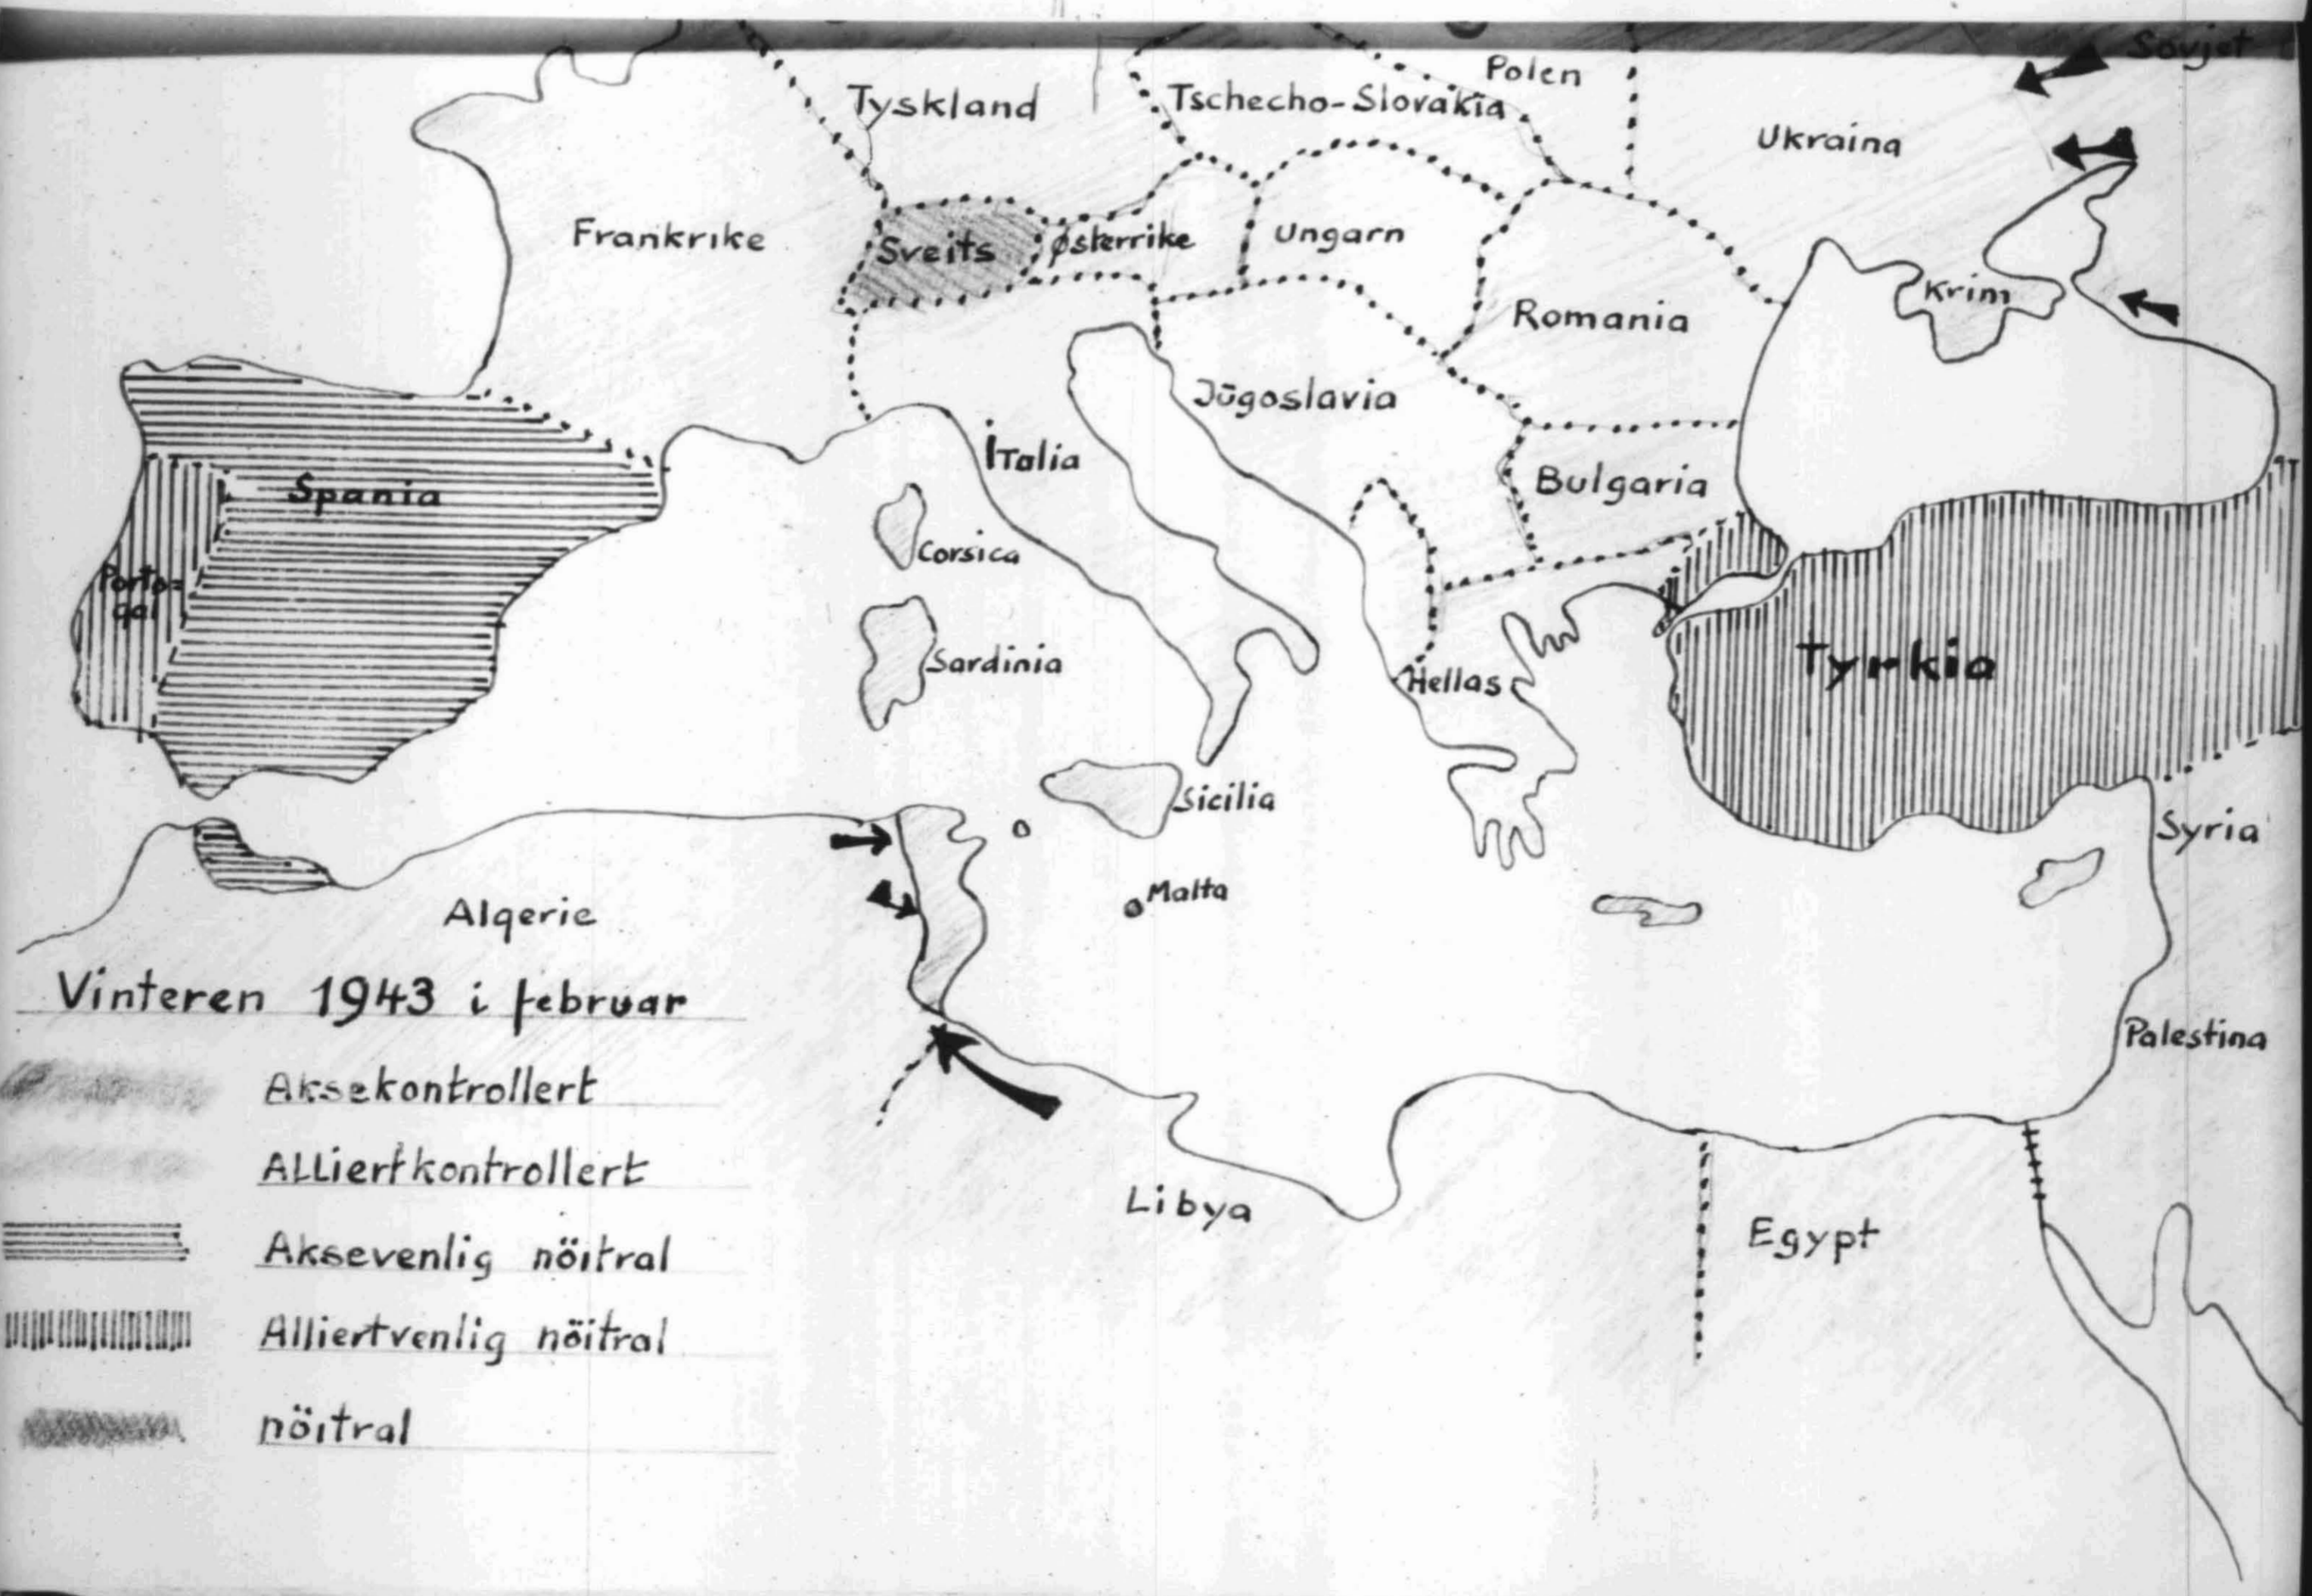 Sovjet
Polen
Tyskland
Tschecho-Slovakia
Ukraina
Frankrike
Sveits
Østerrike
Ungarn
Krim
Romania
Jūgoslavia
Italia
Spania
Bulgaria
Corsica
Porto=
gal
Sardinia
Hellas
Tyrkia
Sicilia
Syria
Malta
Algerie
Vinteren 1943 i februar
Palestina
Aksekontrollert
Alliertkontrollert
Libya
Egypt
Aksevenlig nöitral
Alliertvenlig nöitral
nöitral